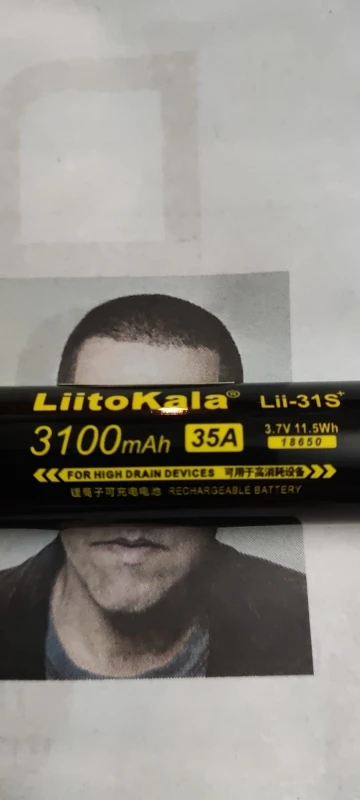 LiitoKala® Lii-31S+
3100mAh 35A 3.7V 11.5Wh
18650
FOR HIGH DRAIN DEVICES 可用于高消耗设备
锂离子可充电电池 RECHARGEABLE BATTERY